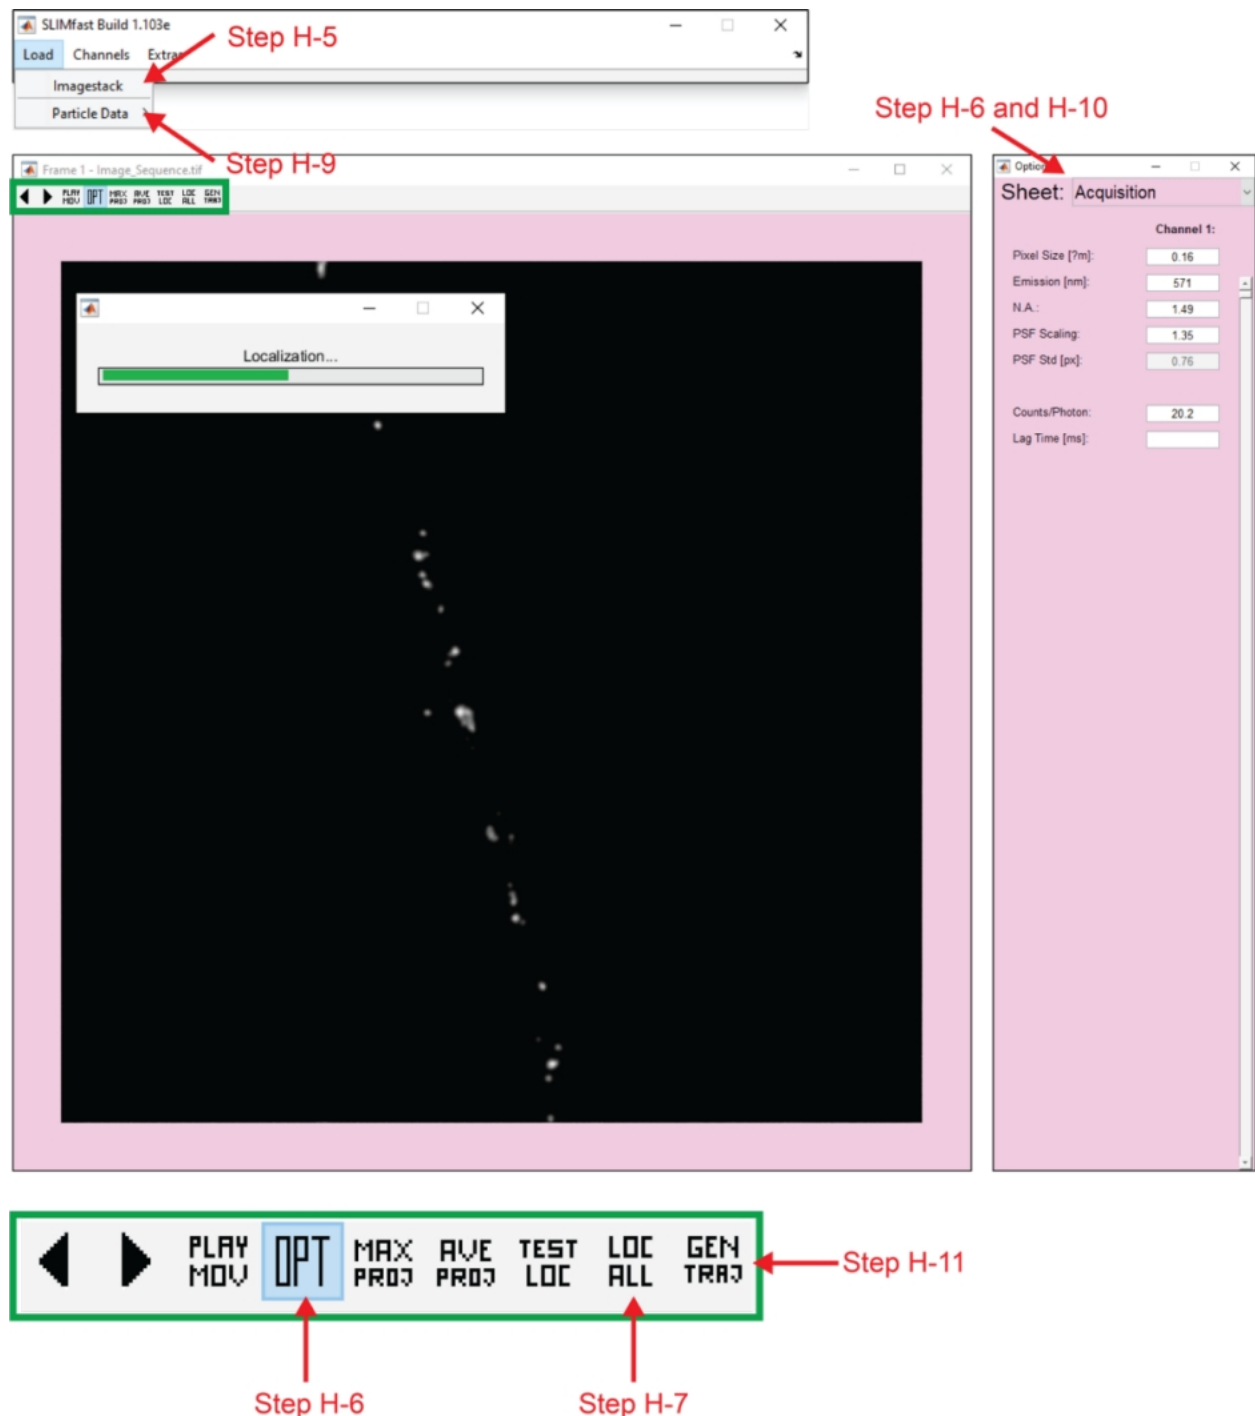 SLIMfast Build 1.103e
Step H-5
Load Channels Extras
Imagestack
Particle Data
Step H-9
Step H-6 and H-10
Frame 1 - Image_Sequence.tif
PLAY MOV OPT MAX PROJ AVE PROJ TEST LOC LOC ALL GEN TRAJ
Localization...
Sheet: Acquisition
Channel 1:
Pixel Size [?m]: 0.16
Emission [nm]: 571
N.A.: 1.49
PSF Scaling: 1.35
PSF Std [px]: 0.76
Counts/Photon: 20.2
Lag Time [ms]:
PLAY MOV OPT MAX PROJ AVE PROJ TEST LOC LOC ALL GEN TRAJ
Step H-11
Step H-6
Step H-7